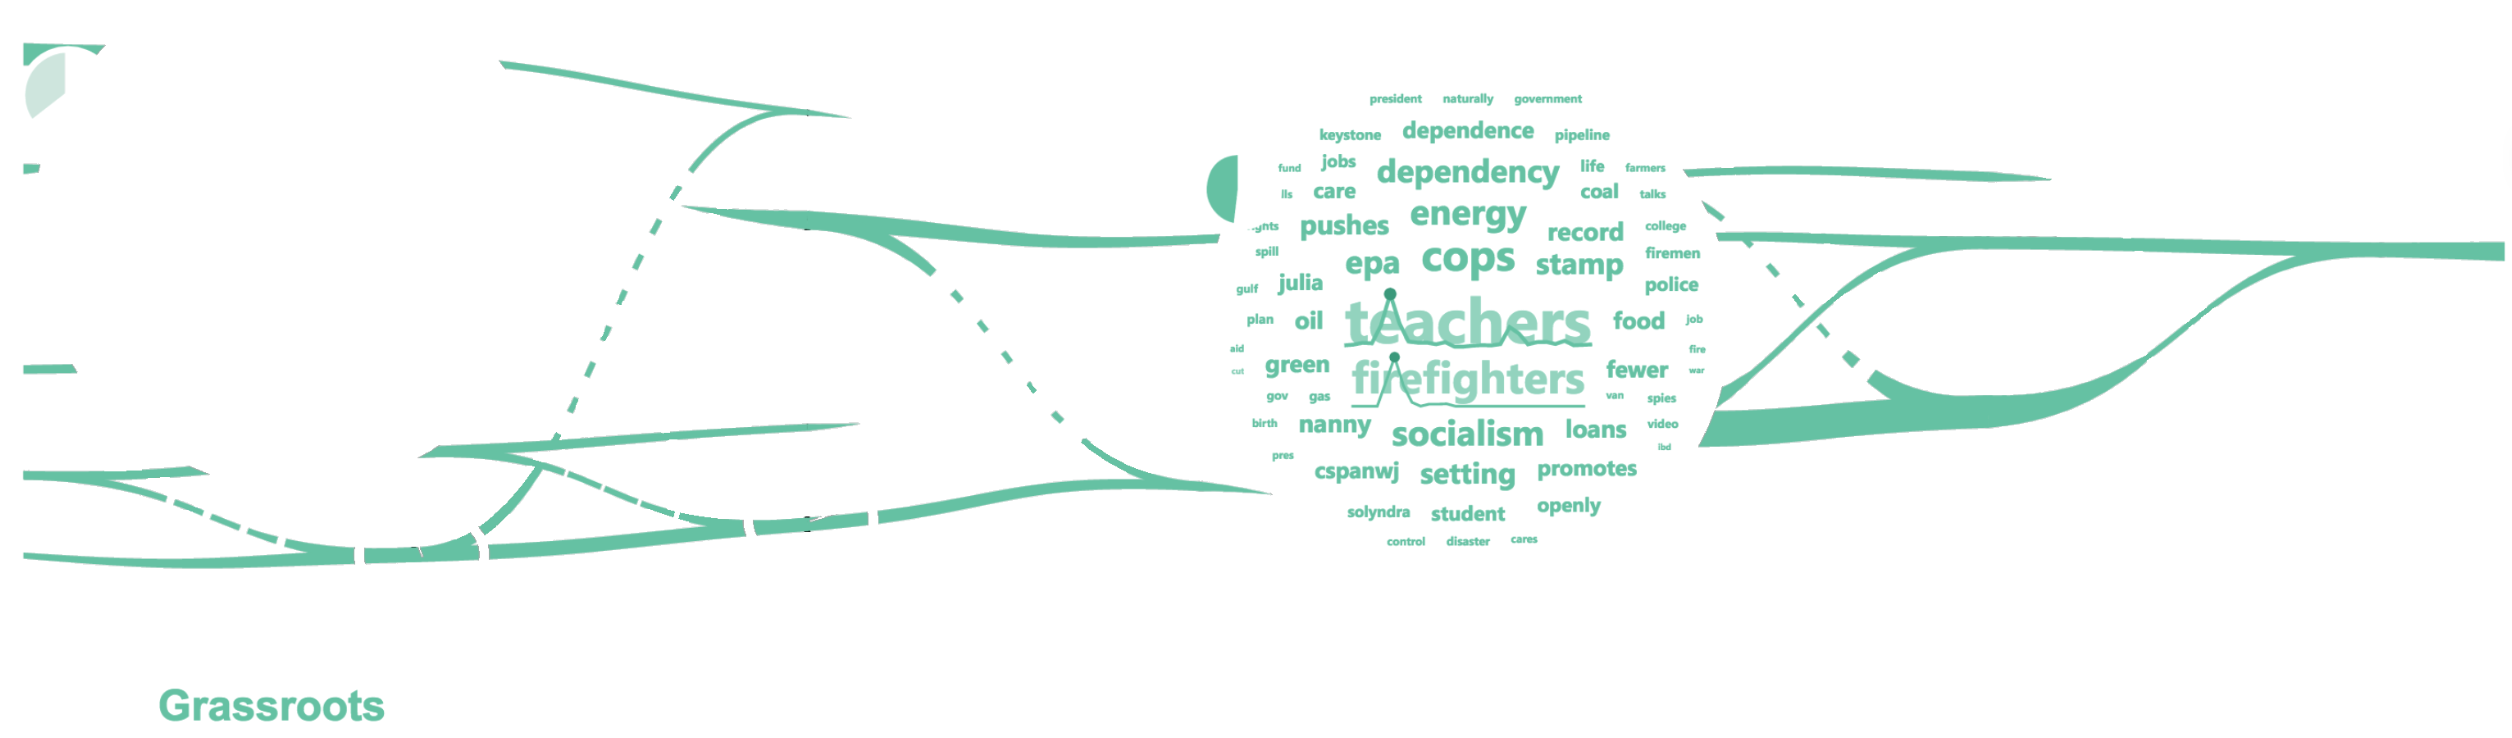 president naturally government
keystone dependence pipeline
fund jobs dependency life farmers
ils care coal talks
pushes energy record college
spill epa cops stamp firemen
gulf julia police
plan oil teachers food job
aid fire
cut green firefighters fewer war
gov gas van spies
birth nanny socialism loans video
pres ibd
cspanwj setting promotes
solyndra student openly
control disaster cares
Grassroots